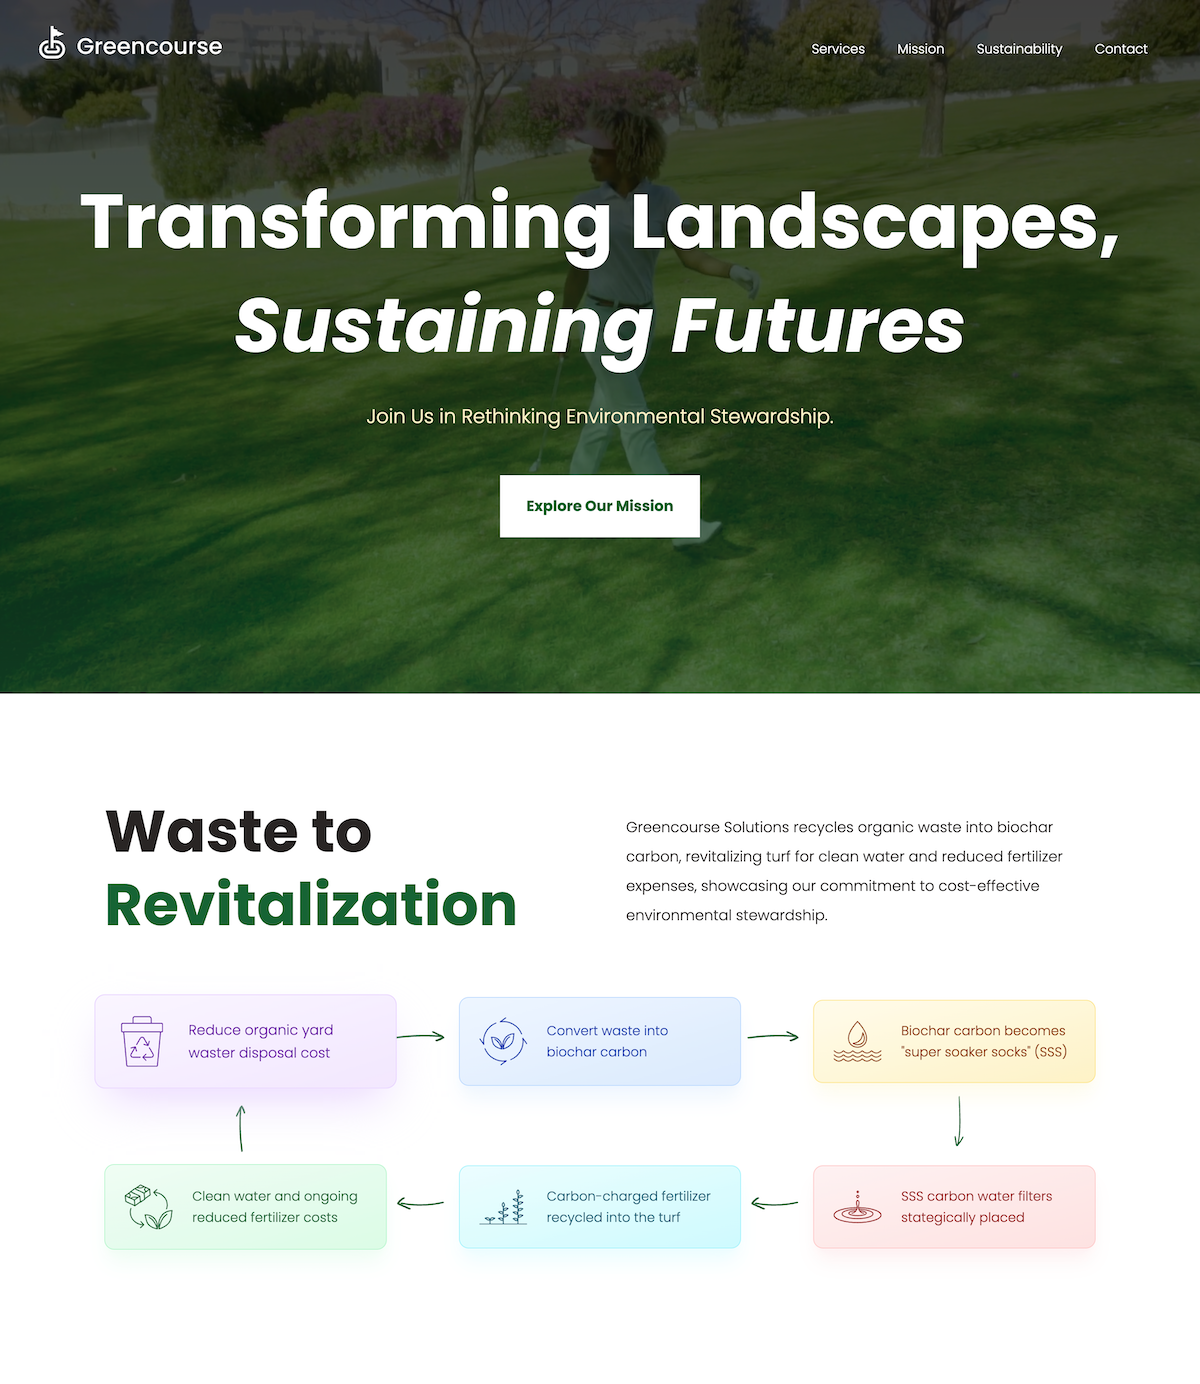 Greencourse
Services
Mission
Sustainability
Contact
Transforming Landscapes,
Sustaining Futures
Join Us in Rethinking Environmental Stewardship.
Explore Our Mission
Waste to
Revitalization
Greencourse Solutions recycles organic waste into biochar
carbon, revitalizing turf for clean water and reduced fertilizer
expenses, showcasing our commitment to cost-effective
environmental stewardship.
Reduce organic yard
waster disposal cost
Convert waste into
biochar carbon
Biochar carbon becomes
"super soaker socks" (SSS)
Clean water and ongoing
reduced fertilizer costs
Carbon-charged fertilizer
recycled into the turf
SSS carbon water filters
stategically placed